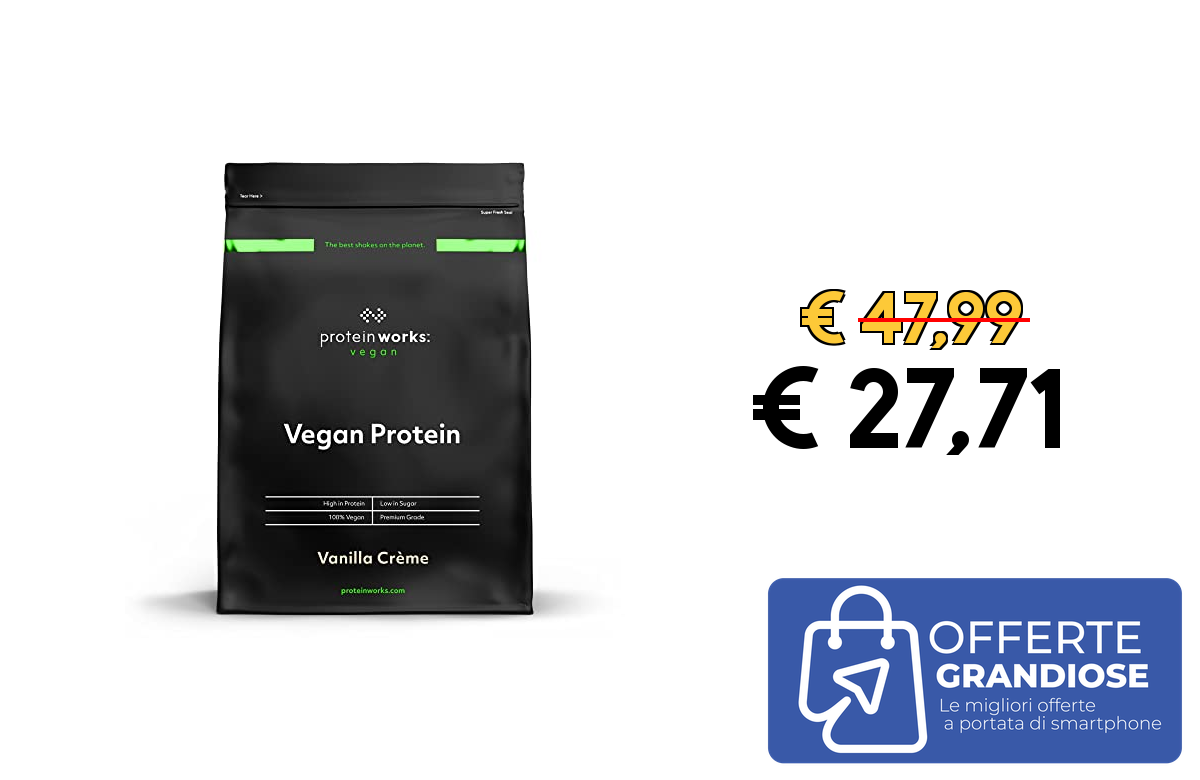 Tear Here >
Super Fresh Seal
The best shakes on the planet.
proteinworks:
vegan
Vegan Protein
High in Protein Low in Sugar
100% Vegan Premium Grade
Vanilla Crème
proteinworks.com
€ 47,99
€ 27,71
OFFERTE
GRANDIOSE
Le migliori offerte
a portata di smartphone